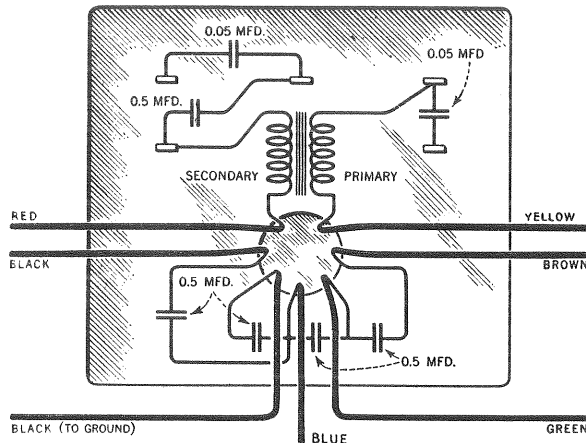 0.05 MFD.
0.05 MFD
0.5 MFD.
SECONDARY
PRIMARY
RED
YELLOW
BLACK
BROWN
0.5 MFD.
0.5 MFD.
BLACK (TO GROUND)
BLUE
GREEN